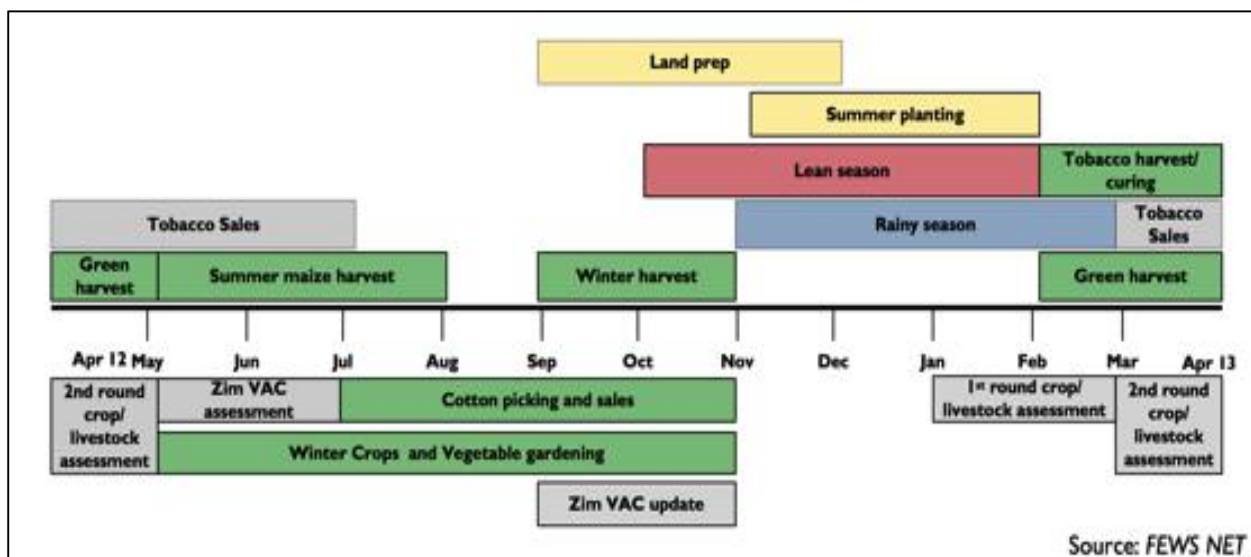 Land prep
Summer planting
Lean season
Tobacco harvest/
curing
Tobacco Sales
Rainy season
Tobacco
Sales
Green
harvest
Summer maize harvest
Winter harvest
Green harvest
Apr 12 May Jun Jul Aug Sep Oct Nov Dec Jan Feb Mar Apr 13
2nd round
crop/
livestock
assessment
Zim VAC
assessment
Cotton picking and sales
1st round crop/
livestock assessment
2nd round
crop/
livestock
assessment
Winter Crops and Vegetable gardening
Zim VAC update
Source: FEWS NET